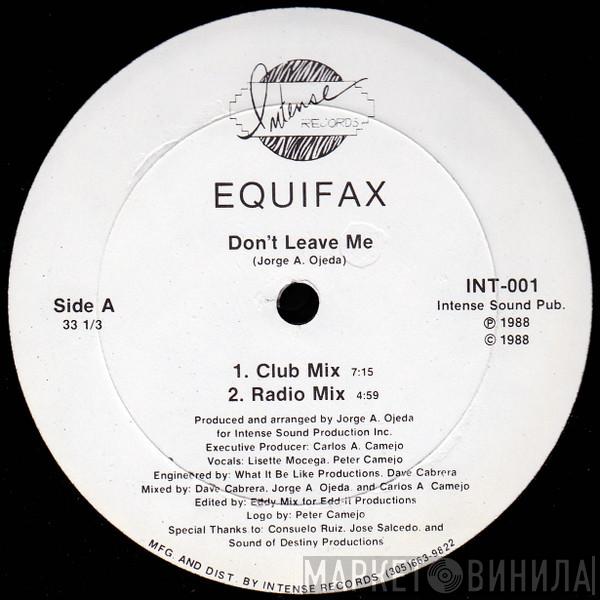 Intense
RECORDS
EQUIFAX
Don't Leave Me
(Jorge A. Ojeda)
Side A
33 1/3
INT-001
Intense Sound Pub.
℗ 1988
© 1988
1. Club Mix 7:15
2. Radio Mix 4:59
Produced and arranged by Jorge A. Ojeda
for Intense Sound Production Inc.
Executive Producer: Carlos A. Camejo
Vocals: Lisette Mocega. Peter Camejo
Engineered by: What It Be Like Productions. Dave Cabrera
Mixed by: Dave Cabrera, Jorge A. Ojeda, and Carlos A. Camejo
Edited by: Eddy Mix for Edd-It Productions
Logo by: Peter Camejo
Special Thanks to: Consuelo Ruiz. Jose Salcedo. and
Sound of Destiny Productions
MFG. AND DIST. BY INTENSE RECORDS (305) 663-9822
МАРКЕТ ВИНИЛА